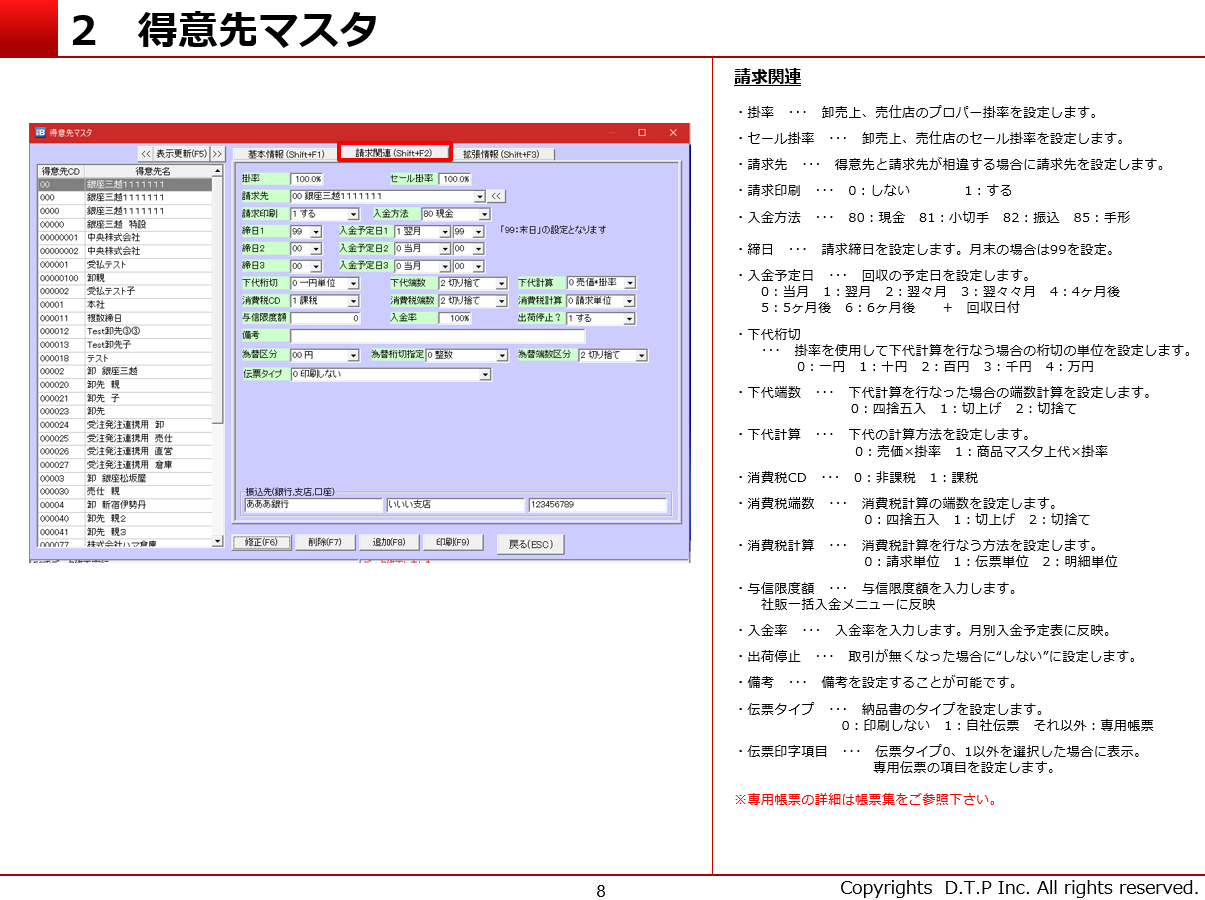 2 得意先マスタ
得意先マスタ
<< 表示更新(F5) >>
得意先CD 得意先名
00 銀座三越1111111
000 銀座三越1111111
0000 銀座三越1111111
00000 銀座三越 特設
00000001 中央株式会社
00000002 中央株式会社
000001 受払テスト
00000100 卸親
000002 受払テスト子
00001 本社
000011 複数締日
000012 Test卸先③③
000013 Test卸先子
000018 テスト
00002 卸 銀座三越
000020 卸先 親
000021 卸先 子
000023 卸先
000024 受注発注連携用 卸
000025 受注発注連携用 売仕
000026 受注発注連携用 直営
000027 受注発注連携用 倉庫
00003 卸 銀座松坂屋
000030 売仕 親
00004 卸 新宿伊勢丹
000040 卸先 親2
000041 卸先 親3
000077 株式会社ハマ倉庫
基本情報(Shift+F1) 請求関連(Shift+F2) 拡張情報(Shift+F3)
掛率 100.0% セール掛率 100.0%
請求先 00 銀座三越1111111 <<
請求印刷 1 する 入金方法 80 現金
締日1 99 入金予定日1 1 翌月 99 「99:末日」の設定となります
締日2 00 入金予定日2 0 当月 00
締日3 00 入金予定日3 0 当月 00
下代桁切 0 一円単位 下代端数 2 切り捨て 下代計算 0 売価*掛率
消費税CD 1 課税 消費税端数 2 切り捨て 消費税計算 0 請求単位
与信限度額 0 入金率 100% 出荷停止? 1 する
備考
為替区分 00 円 為替桁切指定 0 整数 為替端数区分 2 切り捨て
伝票タイプ 0 印刷しない
振込先(銀行,支店,口座)
あああ銀行 いいい支店 123456789
修正(F6) 削除(F7) 追加(F8) 印刷(F9) 戻る(ESC)
請求関連
・掛率 ･･･ 卸売上、売仕店のプロパー掛率を設定します。
・セール掛率 ･･･ 卸売上、売仕店のセール掛率を設定します。
・請求先 ･･･ 得意先と請求先が相違する場合に請求先を設定します。
・請求印刷 ･･･ 0：しない 1：する
・入金方法 ･･･ 80：現金 81：小切手 82：振込 85：手形
・締日 ･･･ 請求締日を設定します。月末の場合は99を設定。
・入金予定日 ･･･ 回収の予定日を設定します。
0：当月 1：翌月 2：翌々月 3：翌々々月 4：4ヶ月後
5：5ヶ月後 6：6ヶ月後 ＋ 回収日付
・下代桁切
･･･ 掛率を使用して下代計算を行なう場合の桁切の単位を設定します。
0：一円 1：十円 2：百円 3：千円 4：万円
・下代端数 ･･･ 下代計算を行なった場合の端数計算を設定します。
0：四捨五入 1：切上げ 2：切捨て
・下代計算 ･･･ 下代の計算方法を設定します。
0：売価×掛率 1：商品マスタ上代×掛率
・消費税CD ･･･ 0：非課税 1：課税
・消費税端数 ･･･ 消費税計算の端数を設定します。
0：四捨五入 1：切上げ 2：切捨て
・消費税計算 ･･･ 消費税計算を行なう方法を設定します。
0：請求単位 1：伝票単位 2：明細単位
・与信限度額 ･･･ 与信限度額を入力します。
社販一括入金メニューに反映
・入金率 ･･･ 入金率を入力します。月別入金予定表に反映。
・出荷停止 ･･･ 取引が無くなった場合に“しない”に設定します。
・備考 ･･･ 備考を設定することが可能です。
・伝票タイプ ･･･ 納品書のタイプを設定します。
0：印刷しない 1：自社伝票 それ以外：専用帳票
・伝票印字項目 ･･･ 伝票タイプ0、1以外を選択した場合に表示。
専用伝票の項目を設定します。
※専用帳票の詳細は帳票集をご参照下さい。
8
Copyrights D.T.P Inc. All rights reserved.